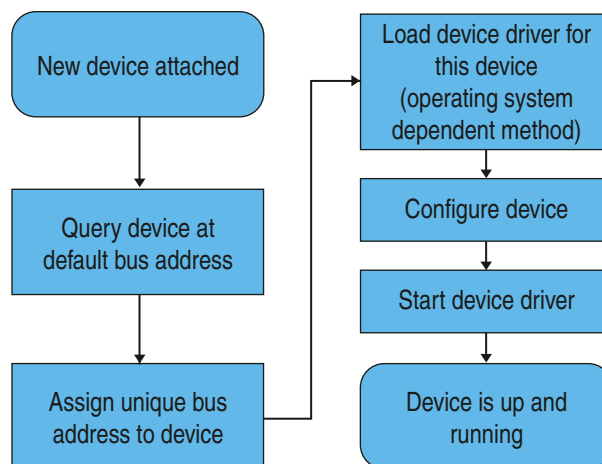 New device attached
Query device at
default bus address
Assign unique bus
address to device
Load device driver for
this device
(operating system
dependent method)
Configure device
Start device driver
Device is up and
running